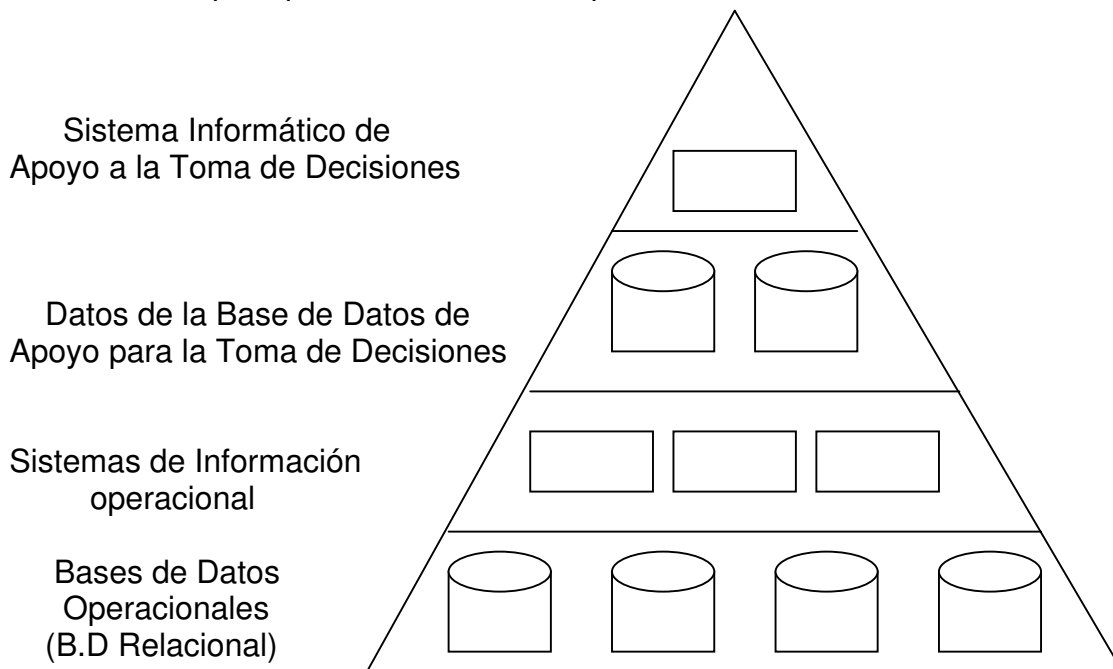 Sistema Informático de
Apoyo a la Toma de Decisiones
Datos de la Base de Datos de
Apoyo para la Toma de Decisiones
Sistemas de Información
operacional
Bases de Datos
Operacionales
(B.D Relacional)